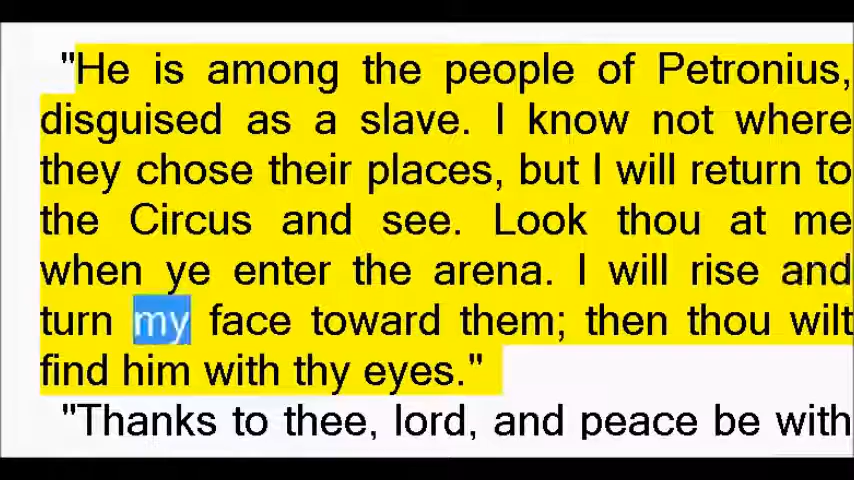 "He is among the people of Petronius,
disguised as a slave. I know not where
they chose their places, but I will return to
the Circus and see. Look thou at me
when ye enter the arena. I will rise and
turn my face toward them; then thou wilt
find him with thy eyes."
"Thanks to thee, lord, and peace be with